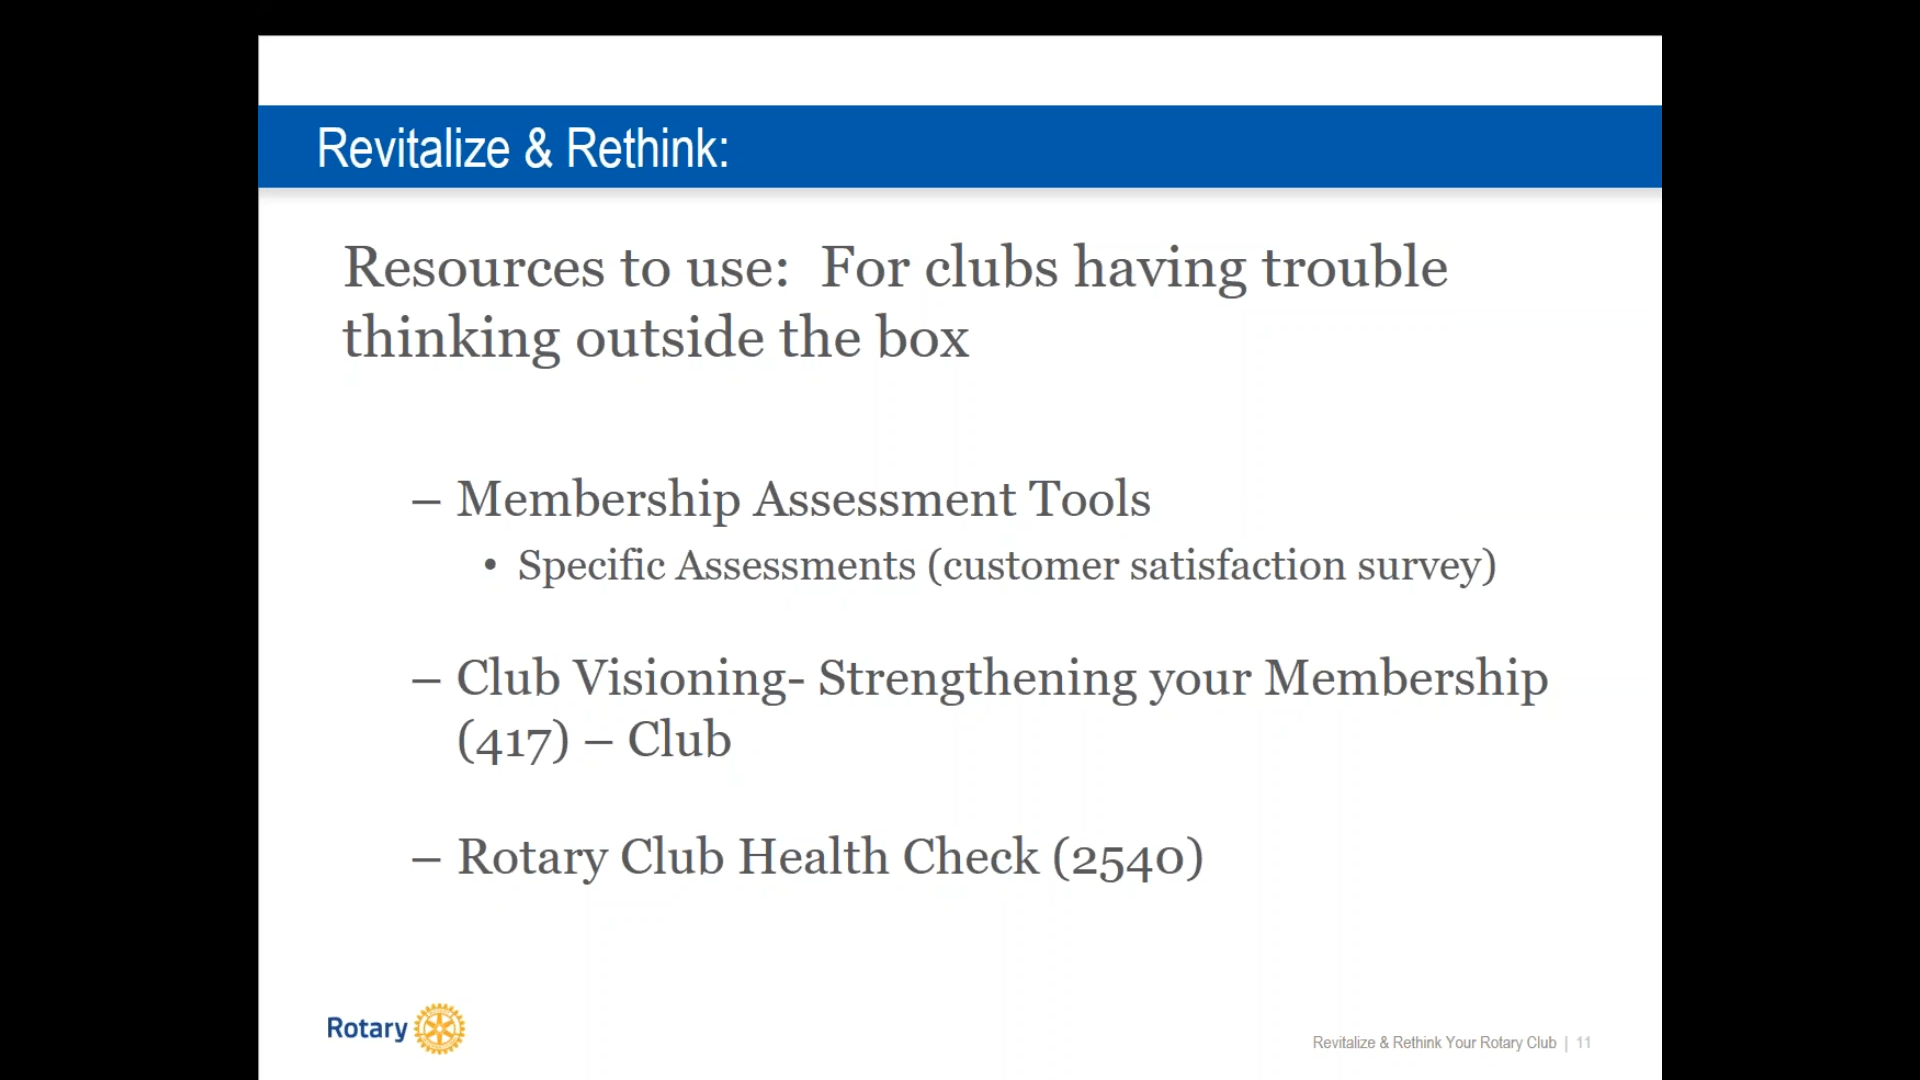 Revitalize & Rethink:
Resources to use:  For clubs having trouble
thinking outside the box
– Membership Assessment Tools
• Specific Assessments (customer satisfaction survey)
– Club Visioning- Strengthening your Membership
(417) – Club
– Rotary Club Health Check (2540)
Rotary
Revitalize & Rethink Your Rotary Club | 11